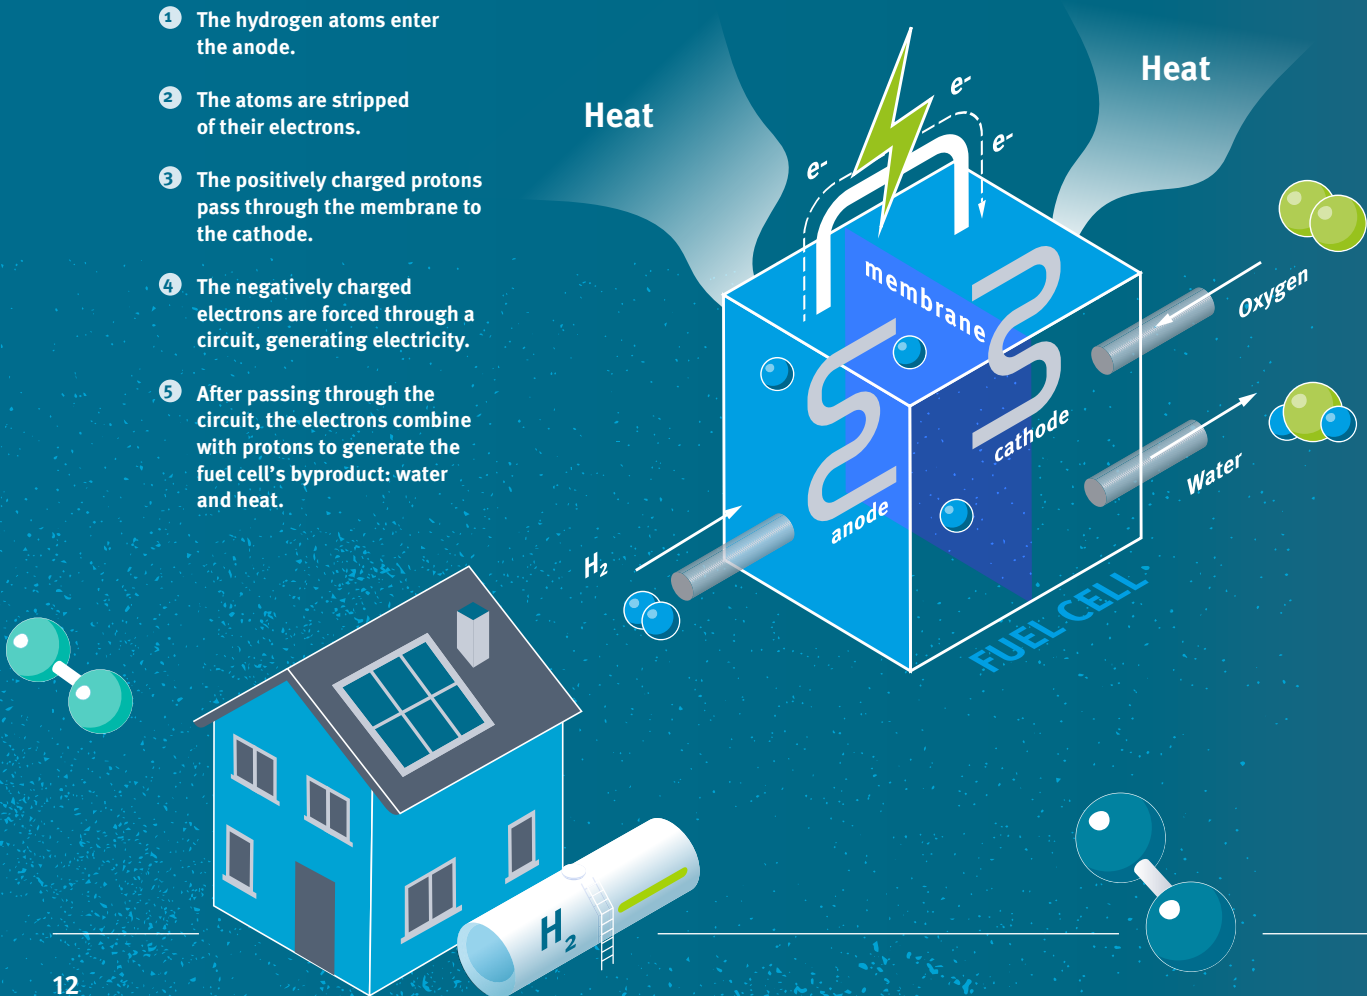 1 The hydrogen atoms enter
the anode.
2 The atoms are stripped
of their electrons.
3 The positively charged protons
pass through the membrane to
the cathode.
4 The negatively charged
electrons are forced through a
circuit, generating electricity.
5 After passing through the
circuit, the electrons combine
with protons to generate the
fuel cell’s byproduct: water
and heat.
Heat
Heat
e-
e-
e-
membrane
Oxygen
cathode
Water
anode
H2
FUEL CELL
H2
12